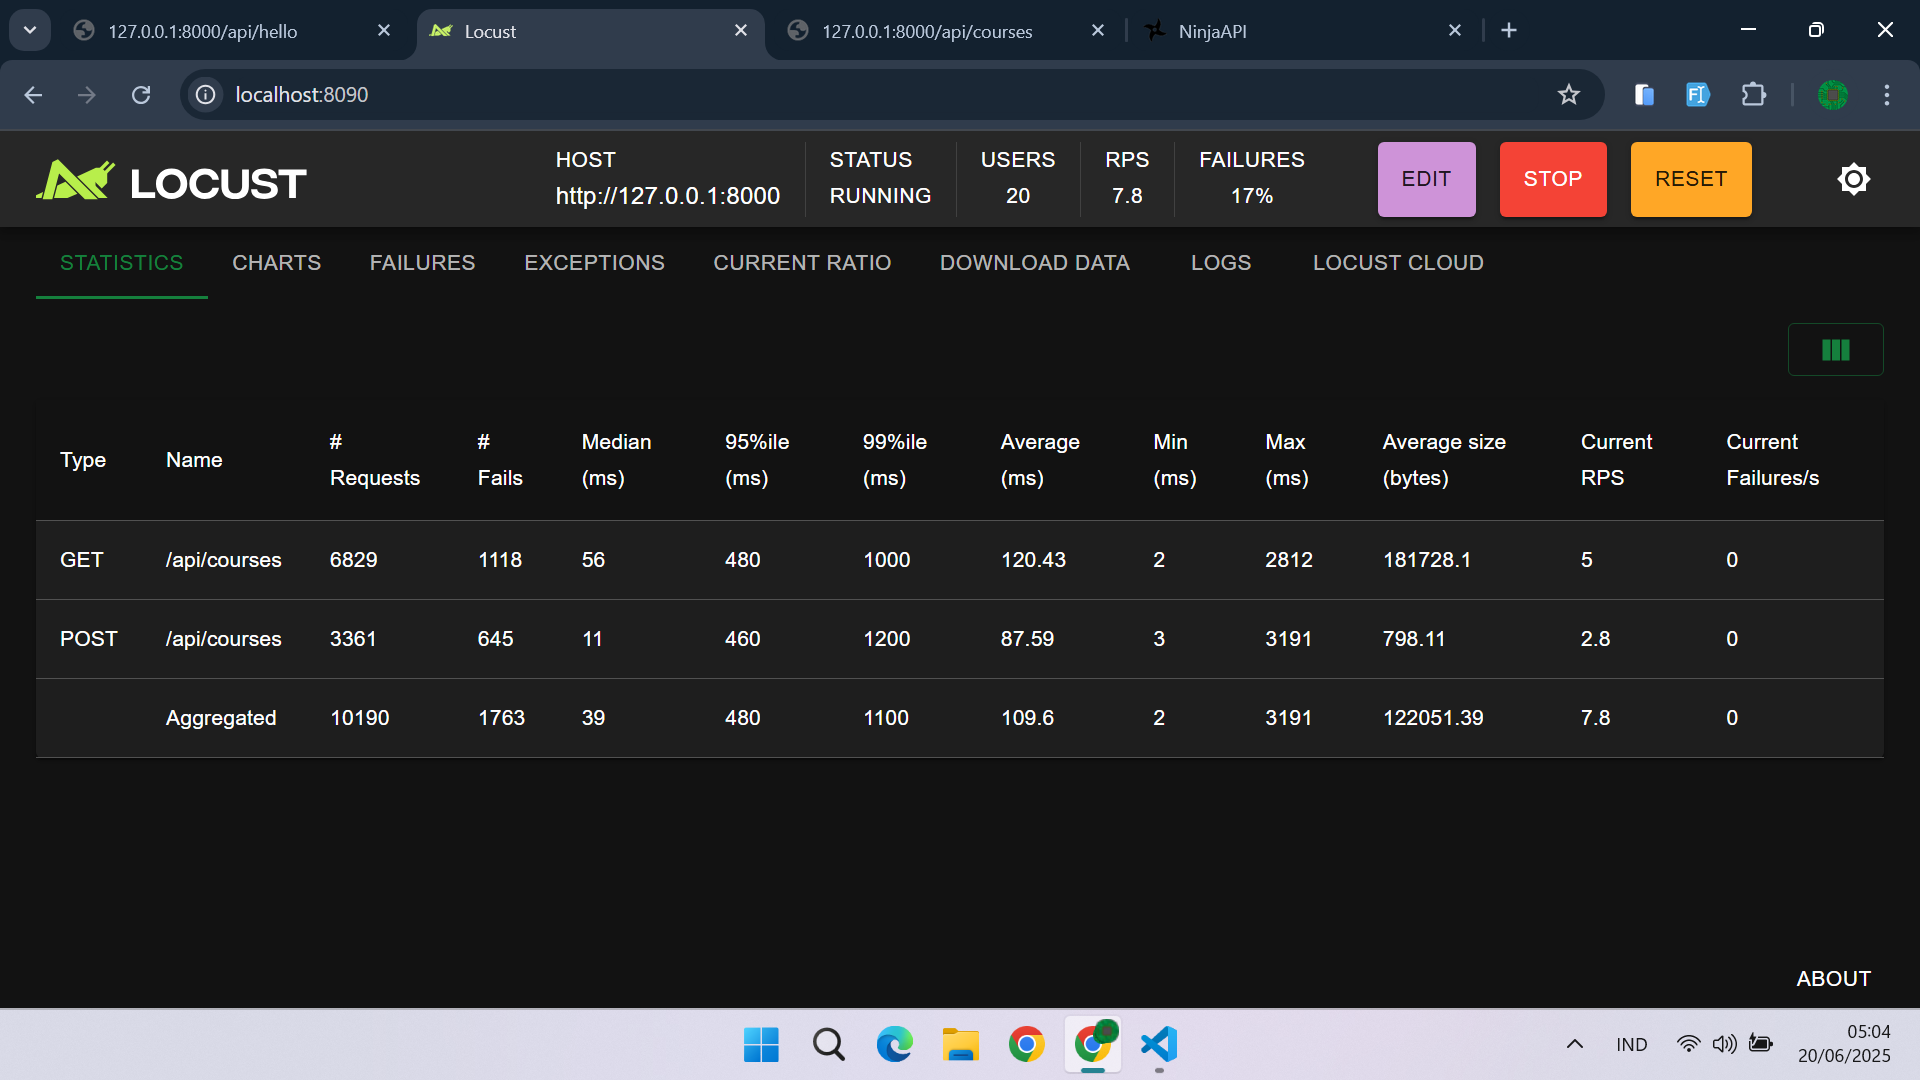 127.0.0.1:8000/api/hello
Locust
127.0.0.1:8000/api/courses
NinjaAPI
localhost:8090
LOCUST
HOST
http://127.0.0.1:8000
STATUS
RUNNING
USERS
20
RPS
7.8
FAILURES
17%
EDIT
STOP
RESET
STATISTICS CHARTS FAILURES EXCEPTIONS CURRENT RATIO DOWNLOAD DATA LOGS LOCUST CLOUD
Type Name # Requests # Fails Median (ms) 95%ile (ms) 99%ile (ms) Average (ms) Min (ms) Max (ms) Average size (bytes) Current RPS Current Failures/s
GET /api/courses 6829 1118 56 480 1000 120.43 2 2812 181728.1 5 0
POST /api/courses 3361 645 11 460 1200 87.59 3 3191 798.11 2.8 0
Aggregated 10190 1763 39 480 1100 109.6 2 3191 122051.39 7.8 0
ABOUT
IND
05:04
20/06/2025